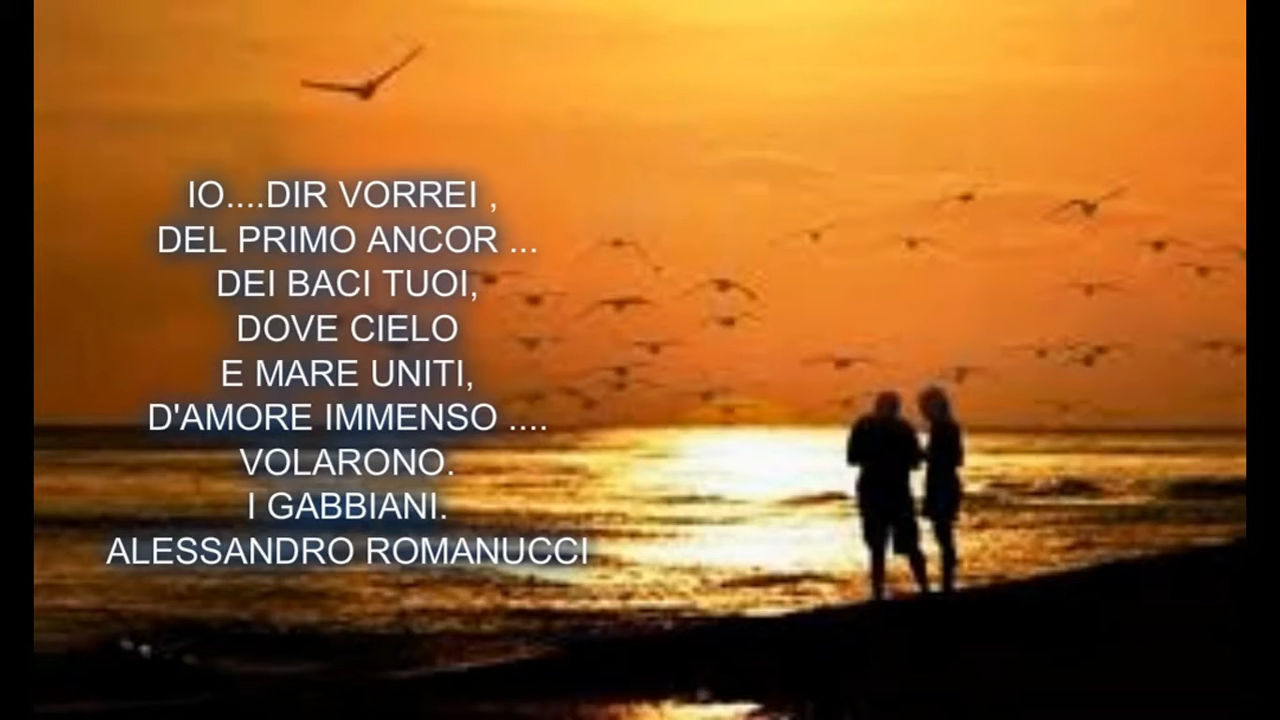 IO....DIR VORREI ,
DEL PRIMO ANCOR ...
DEI BACI TUOI,
DOVE CIELO
E MARE UNITI,
D'AMORE IMMENSO ....
VOLARONO.
I GABBIANI.
ALESSANDRO ROMANUCCI